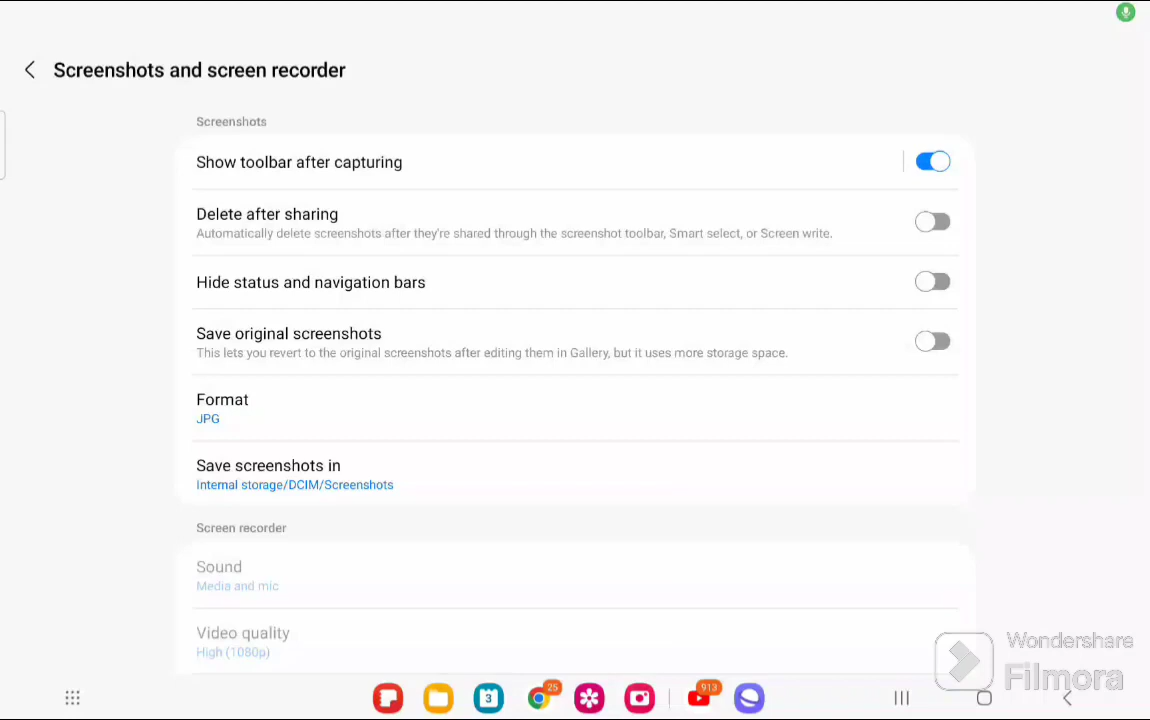 Screenshots and screen recorder
Screenshots
Show toolbar after capturing
Delete after sharing
Automatically delete screenshots after they're shared through the screenshot toolbar, Smart select, or Screen write.
Hide status and navigation bars
Save original screenshots
This lets you revert to the original screenshots after editing them in Gallery, but it uses more storage space.
Format
JPG
Save screenshots in
Internal storage/DCIM/Screenshots
Screen recorder
Sound
Media and mic
Video quality
High (1080p)
Wondershare
Filmora
3
25
913